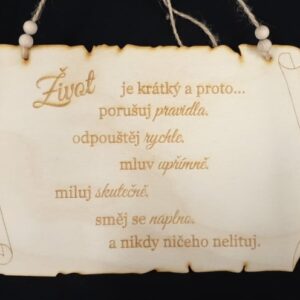 Život je krátký a proto...
porušuj pravidla.
odpouštěj rychle.
mluv upřímně.
miluj skutečně.
směj se naplno.
a nikdy ničeho nelituj.